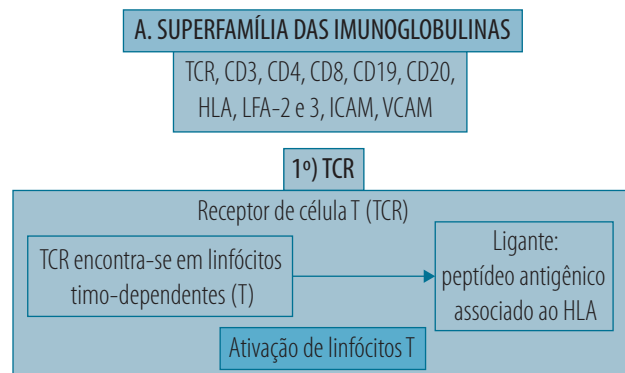 A. SUPERFAMÍLIA DAS IMUNOGLOBULINAS
TCR, CD3, CD4, CD8, CD19, CD20,
HLA, LFA-2 e 3, ICAM, VCAM
1º) TCR
Receptor de célula T (TCR)
TCR encontra-se em linfócitos
timo-dependentes (T)
Ligante:
peptídeo antigênico
associado ao HLA
Ativação de linfócitos T